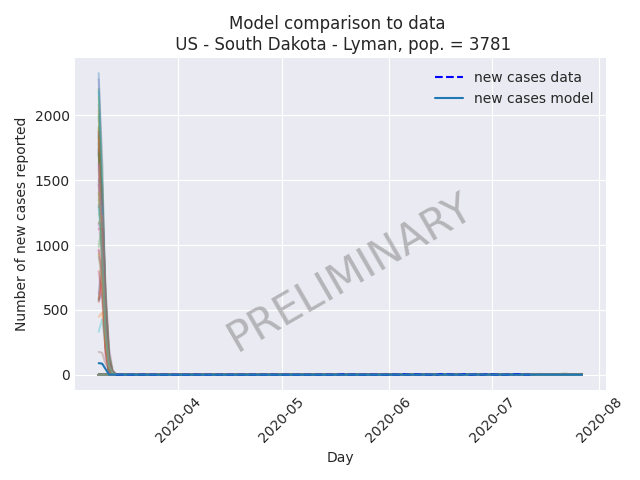 Model comparison to data
US - South Dakota - Lyman, pop. = 3781
new cases data
new cases model
Number of new cases reported
2000
1500
1000
500
0
PRELIMINARY
2020-04
2020-05
2020-06
2020-07
2020-08
Day